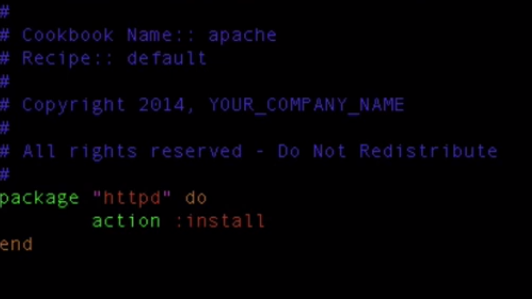 #
# Cookbook Name:: apache
# Recipe:: default
#
# Copyright 2014, YOUR_COMPANY_NAME
#
# All rights reserved - Do Not Redistribute
#
package "httpd" do
        action :install
end